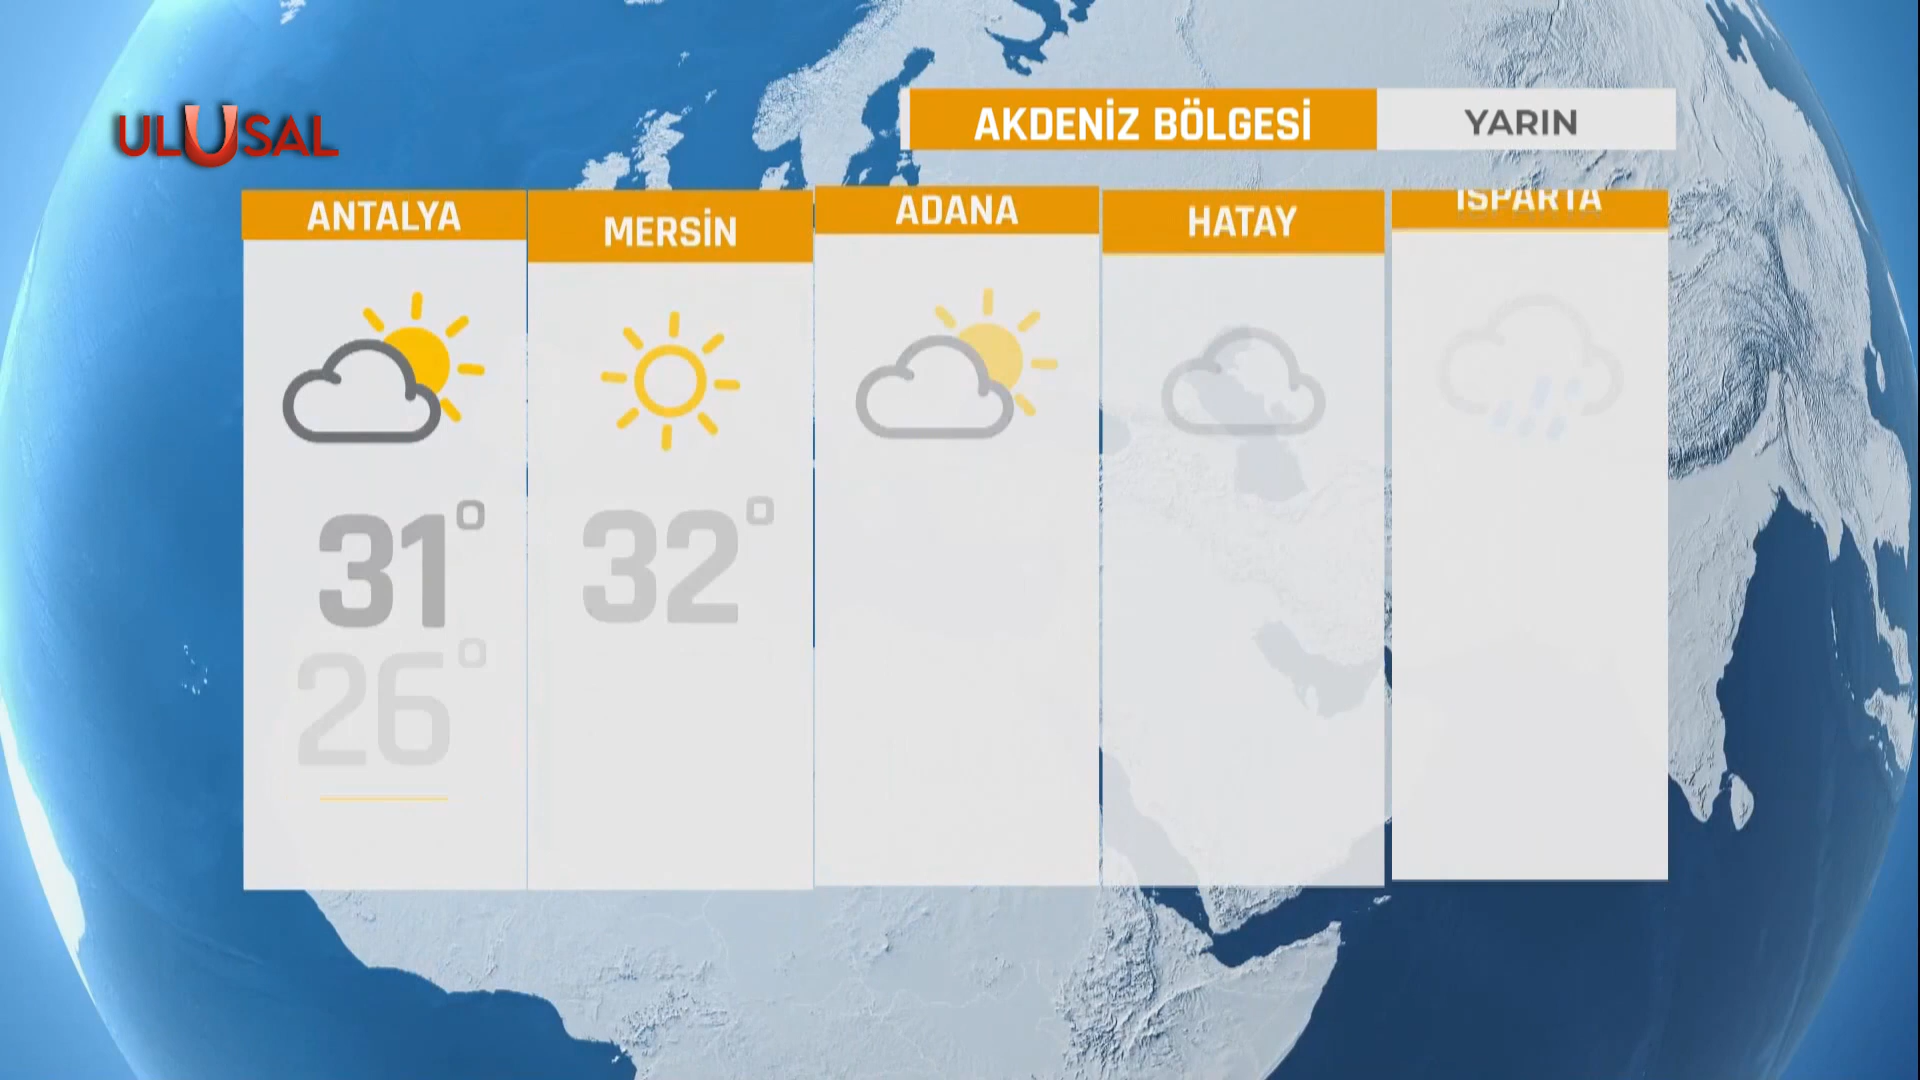 ULUSAL
AKDENİZ BÖLGESİ
YARIN
ANTALYA
MERSİN
ADANA
HATAY
ISPARTA
31°
32°
26°